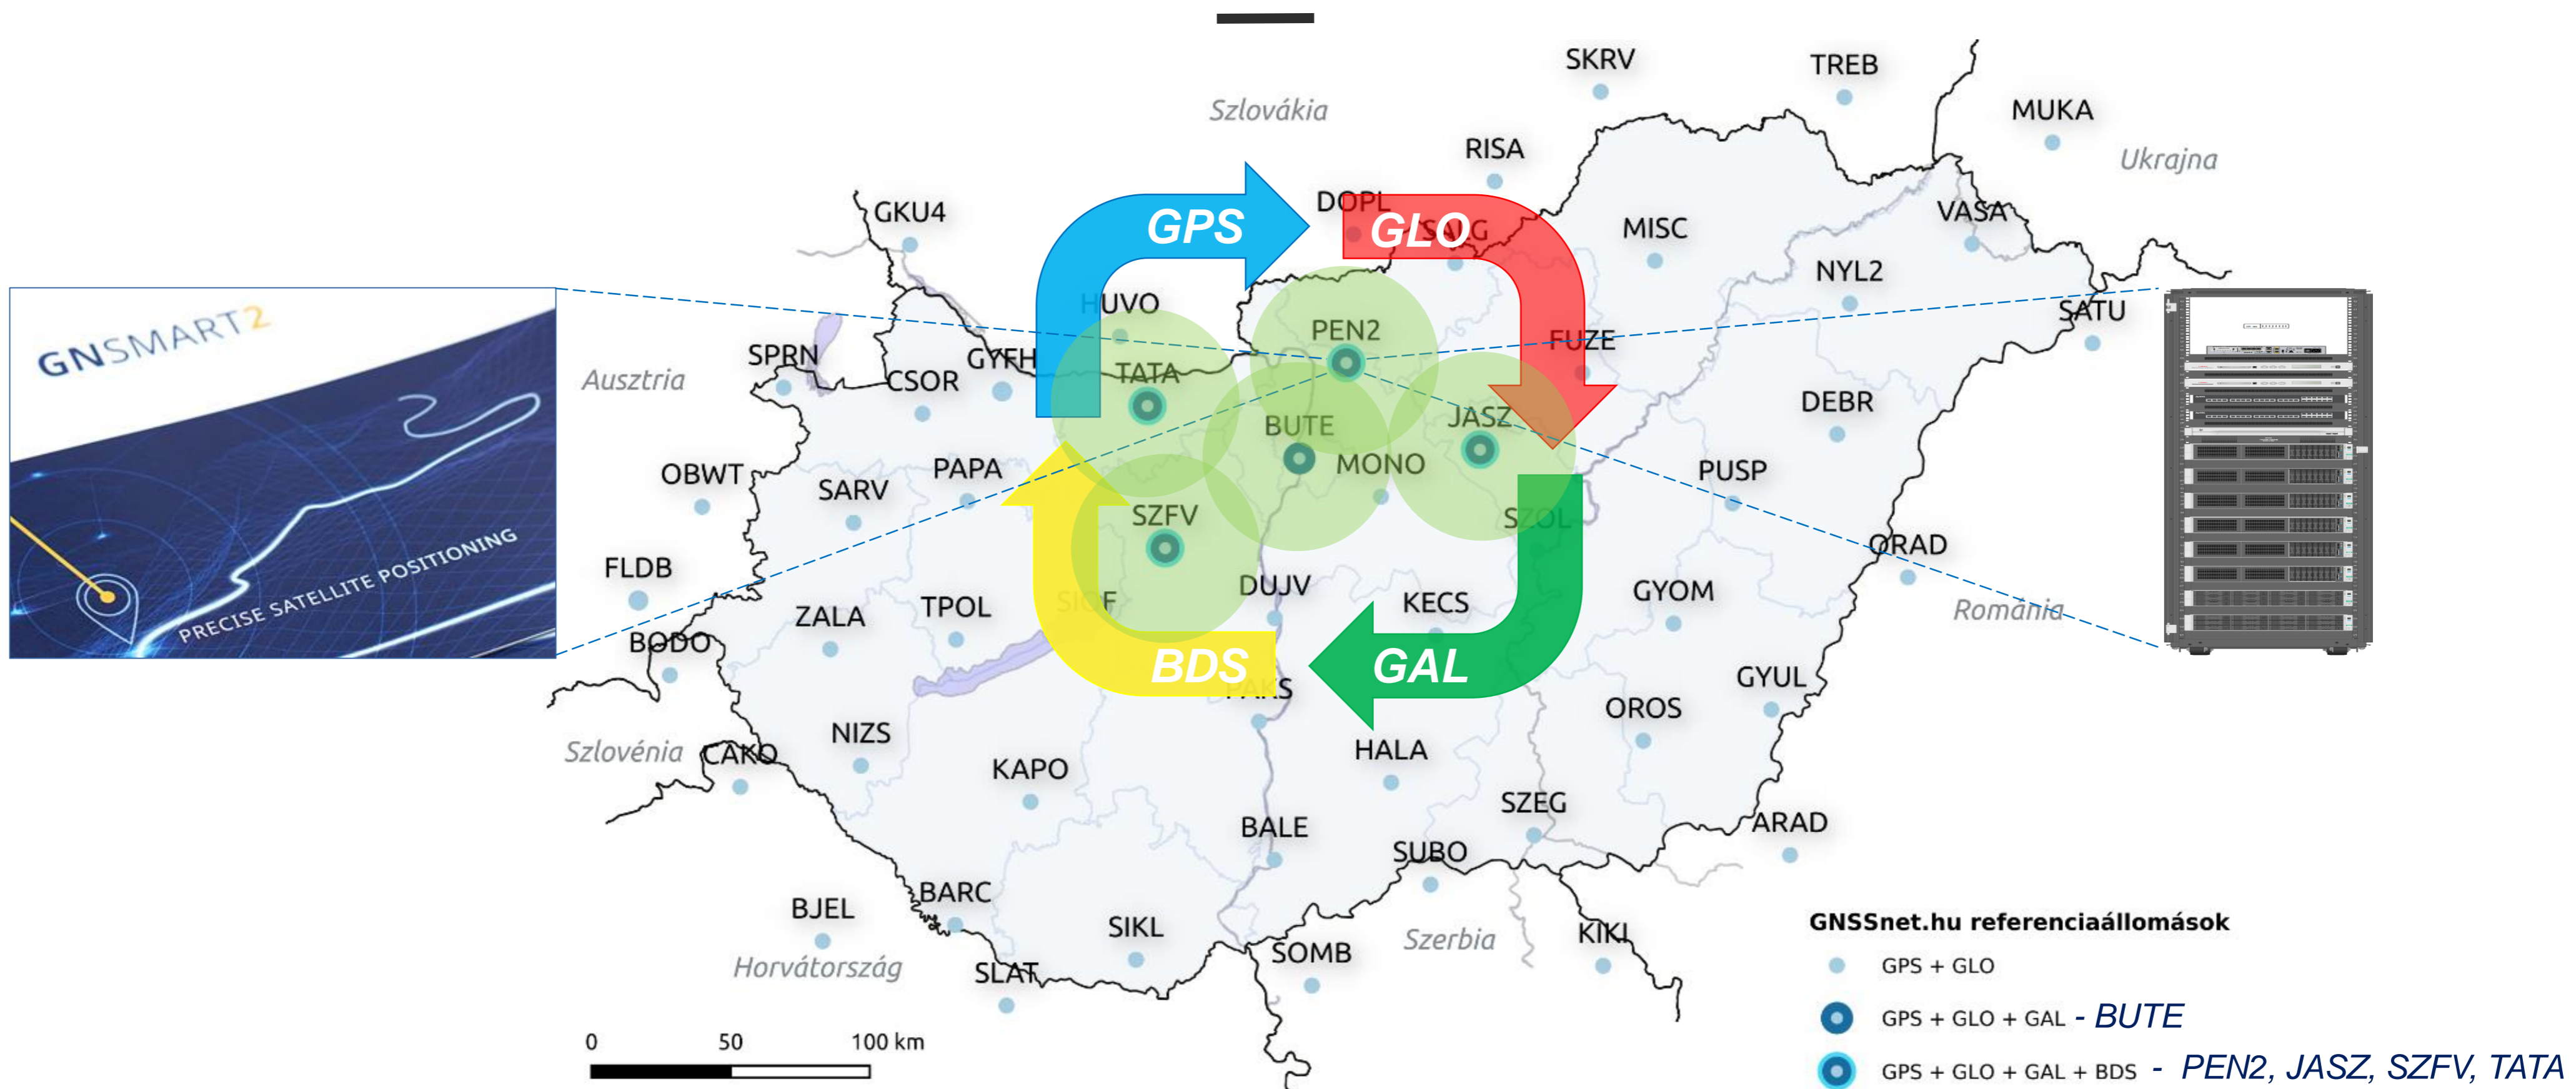 SKRV
TREB
Szlovákia
MUKA
RISA
Ukrajna
DOPL
GKU4
GPS
GLO
SALG
MISC
VASA
NYL2
HUVO
SATU
GNSMART2
PEN2
FUZE
SPRN
GYFH
TATA
Ausztria
CSOR
DEBR
JASZ
BUTE
PAPA
MONO
PUSP
OBWT
SARV
SZFV
SZOL
ORAD
PRECISE SATELLITE POSITIONING
FLDB
DUJV
GYOM
SIOF
KECS
TPOL
ZALA
Románia
BODO
BDS
GAL
GYUL
PAKS
OROS
NIZS
Szlovénia
CAKO
HALA
KAPO
SZEG
BALE
ARAD
SUBO
BARC
BJEL
GNSSnet.hu referenciaállomások
SIKL
KIKI
Szerbia
SOMB
Horvátország
SLAT
GPS + GLO
GPS + GLO + GAL - BUTE
0 50 100 km
GPS + GLO + GAL + BDS - PEN2, JASZ, SZFV, TATA